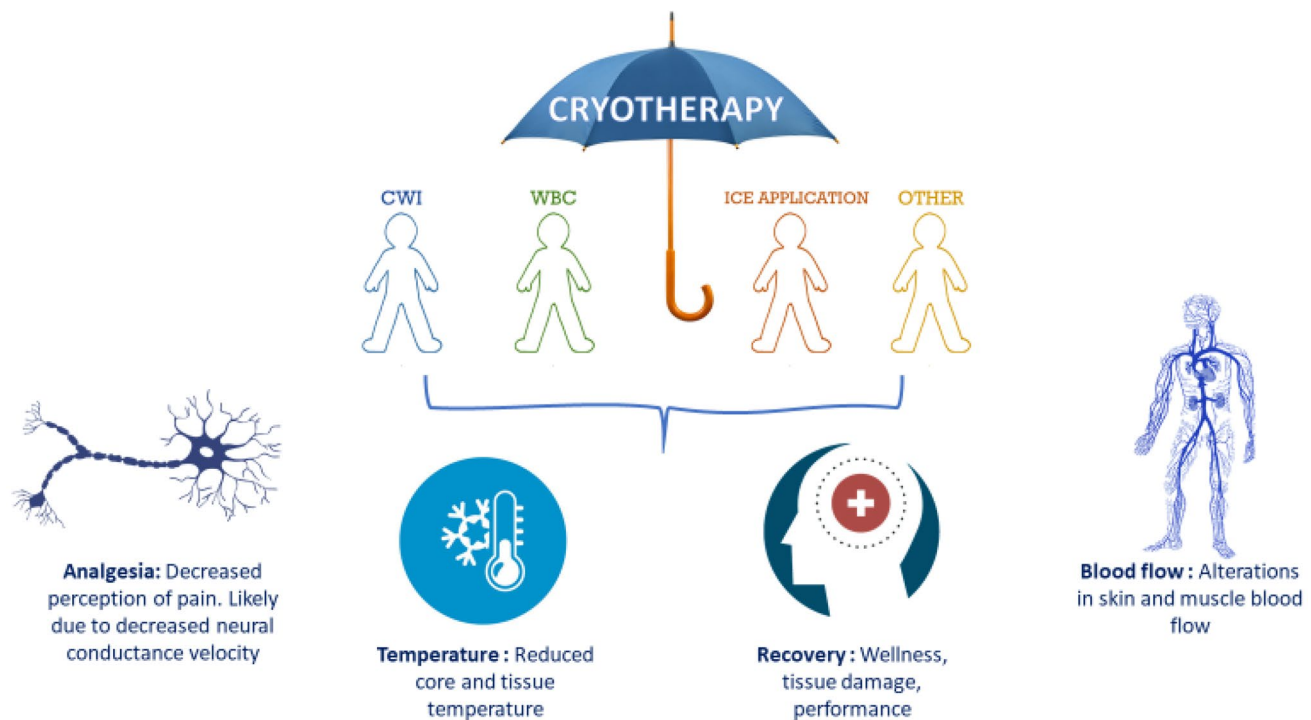 CRYOTHERAPY
CWI
WBC
ICE APPLICATION
OTHER
Analgesia: Decreased
perception of pain. Likely
due to decreased neural
conductance velocity
Temperature : Reduced
core and tissue
temperature
Recovery : Wellness,
tissue damage,
performance
Blood flow : Alterations
in skin and muscle blood
flow